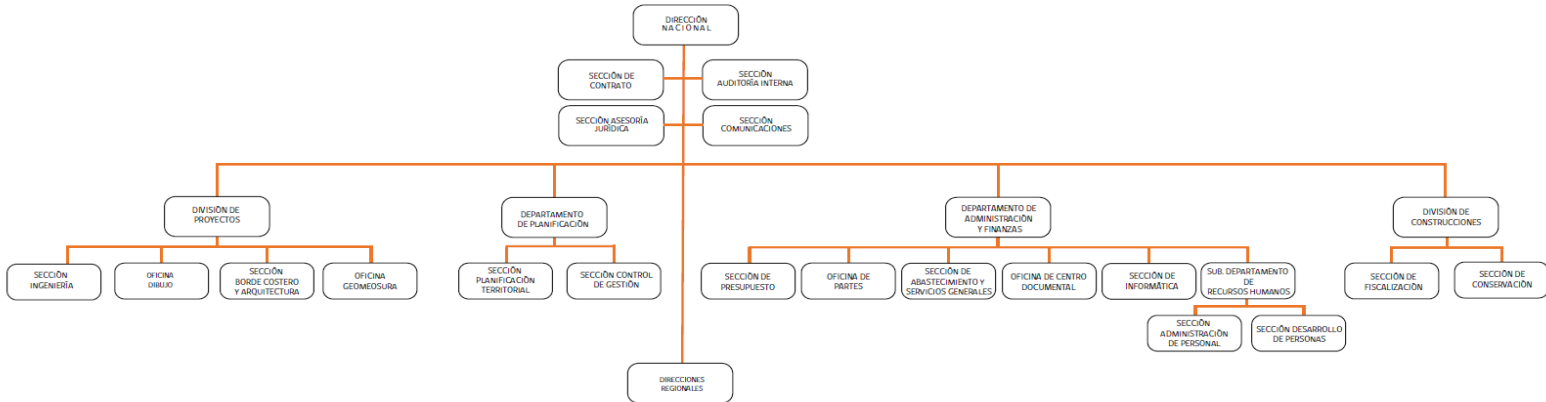 DIRECCIÓN
NACIONAL
SECCIÓN DE
CONTRATO
SECCIÓN
AUDITORÍA INTERNA
SECCIÓN ASESORÍA
JURÍDICA
SECCIÓN
COMUNICACIONES
DIVISIÓN DE
PROYECTOS
DEPARTAMENTO
DE PLANIFICACIÓN
DEPARTAMENTO DE
ADMINISTRACIÓN
Y FINANZAS
DIVISIÓN DE
CONSTRUCCIONES
SECCIÓN
INGENIERÍA
OFICINA
DIBUJO
SECCIÓN
BORDE COSTERO
Y ARQUITECTURA
OFICINA
GEOMEOSURA
SECCIÓN
PLANIFICACIÓN
TERRITORIAL
SECCIÓN CONTROL
DE GESTIÓN
SECCIÓN DE
PRESUPUESTO
OFICINA DE
PARTES
SECCIÓN DE
ABASTECIMIENTO Y
SERVICIOS GENERALES
OFICINA DE CENTRO
DOCUMENTAL
SECCIÓN DE
INFORMÁTICA
SUB. DEPARTAMENTO
DE
RECURSOS HUMANOS
SECCIÓN DE
FISCALIZACIÓN
SECCIÓN DE
CONSERVACIÓN
SECCIÓN
ADMINISTRACIÓN
DE PERSONAL
SECCIÓN DESARROLLO
DE PERSONAS
DIRECCIONES
REGIONALES